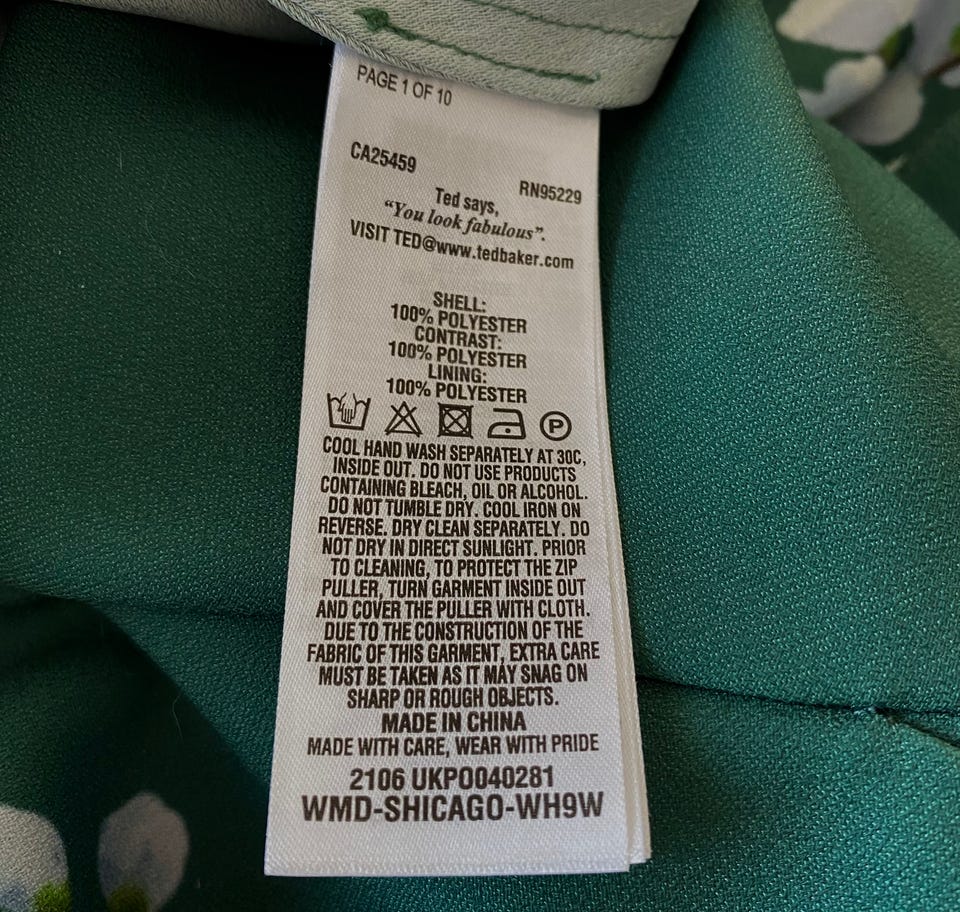 PAGE 1 OF 10
CA25459
RN95229
Ted says,
“You look fabulous”.
VISIT TED@www.tedbaker.com
SHELL:
100% POLYESTER
CONTRAST:
100% POLYESTER
LINING:
100% POLYESTER
P
COOL HAND WASH SEPARATELY AT 30C,
INSIDE OUT. DO NOT USE PRODUCTS
CONTAINING BLEACH, OIL OR ALCOHOL.
DO NOT TUMBLE DRY. COOL IRON ON
REVERSE. DRY CLEAN SEPARATELY. DO
NOT DRY IN DIRECT SUNLIGHT. PRIOR
TO CLEANING, TO PROTECT THE ZIP
PULLER, TURN GARMENT INSIDE OUT
AND COVER THE PULLER WITH CLOTH.
DUE TO THE CONSTRUCTION OF THE
FABRIC OF THIS GARMENT, EXTRA CARE
MUST BE TAKEN AS IT MAY SNAG ON
SHARP OR ROUGH OBJECTS.
MADE IN CHINA
MADE WITH CARE, WEAR WITH PRIDE
2106 UKPO040281
WMD-SHICAGO-WH9W